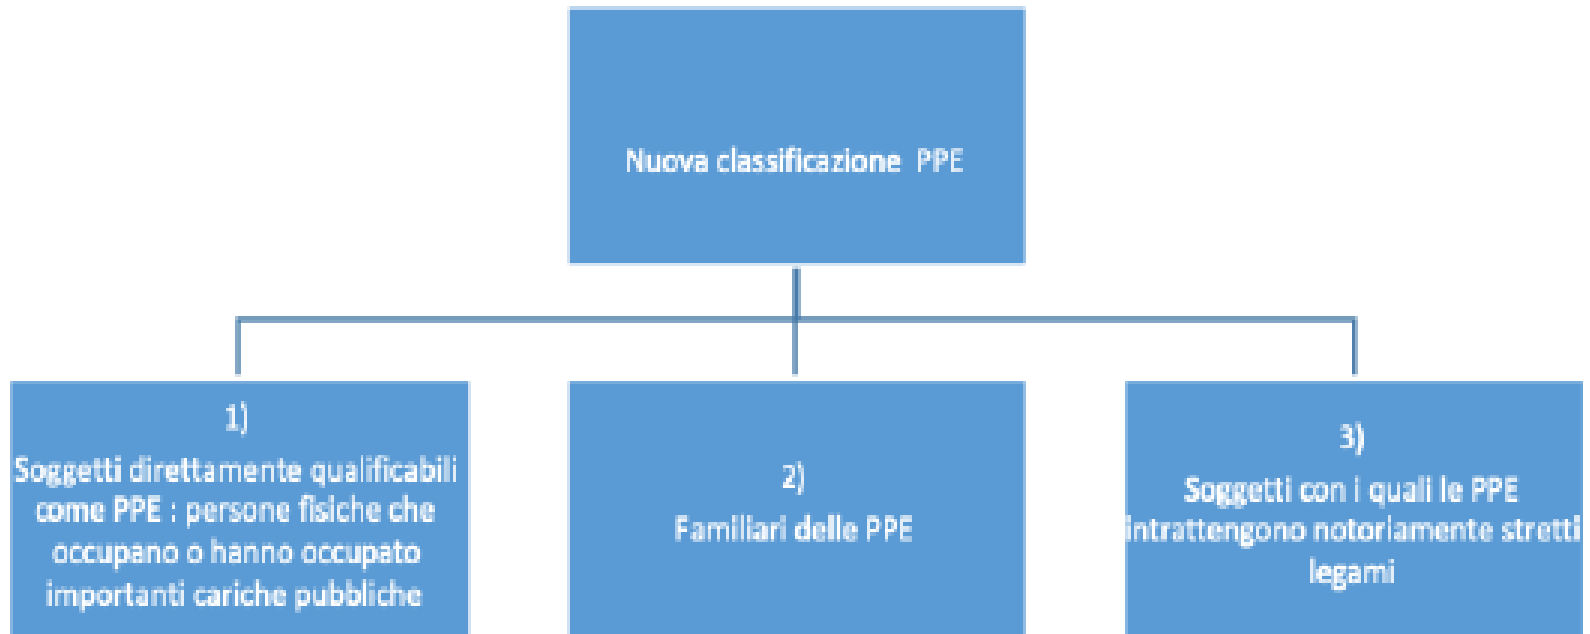 Nuova classificazione PPE
1)
Soggetti direttamente qualificabili
come PPE : persone fisiche che
occupano o hanno occupato
importanti cariche pubbliche
2)
Familiari delle PPE
3)
Soggetti con i quali le PPE
intrattengono notoriamente stretti
legami